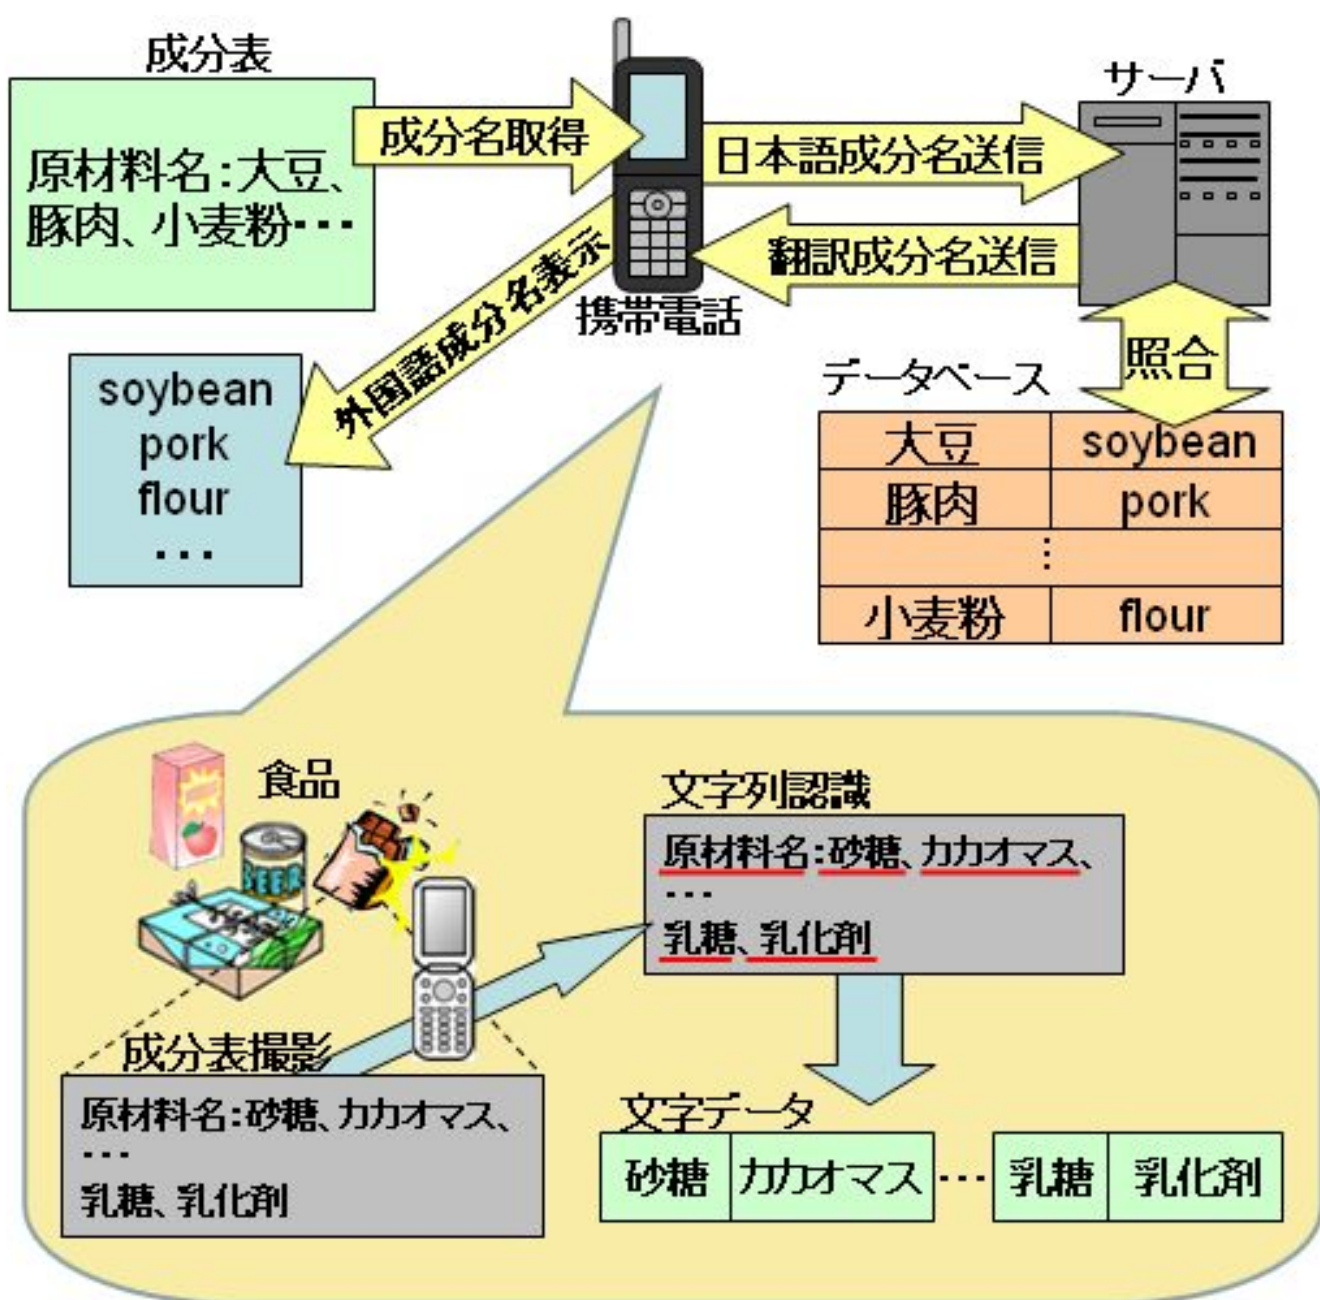 成分表
原材料名：大豆、
豚肉、小麦粉・・・
成分名取得
日本語成分名送信
サーバ
翻訳成分名送信
携帯電話
外国語成分名表示
soybean
pork
flour
・・・
照合
データベース
大豆 soybean
豚肉 pork
⋮
小麦粉 flour
食品
BEER
成分表撮影
原材料名：砂糖、カカオマス、
・・・
乳糖、乳化剤
文字列認識
原材料名：砂糖、カカオマス、
・・・
乳糖、乳化剤
文字データ
砂糖 カカオマス ・・・ 乳糖 乳化剤